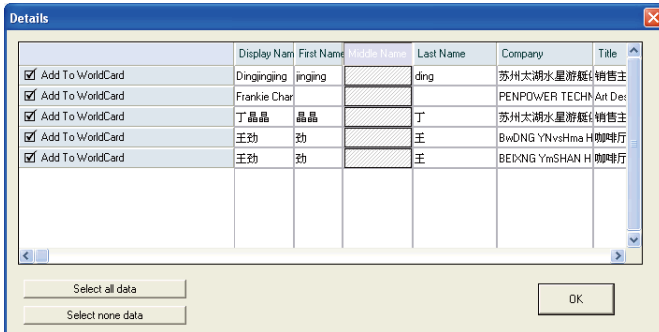 Details
Display Nam First Name Middle Name Last Name Company Title
Add To WorldCard Dingjingjing jingjing ding 苏州太湖水星游艇 销售主
Add To WorldCard Frankie Char PENPOWER TECHN Art Des
Add To WorldCard 丁晶晶 晶晶 丁 苏州太湖水星游艇 销售主
Add To WorldCard 王劲 劲 王 BwDNG YNvsHma H 咖啡厅
Add To WorldCard 王劲 劲 王 BEIXNG YmSHAN H 咖啡厅
Select all data
OK
Select none data